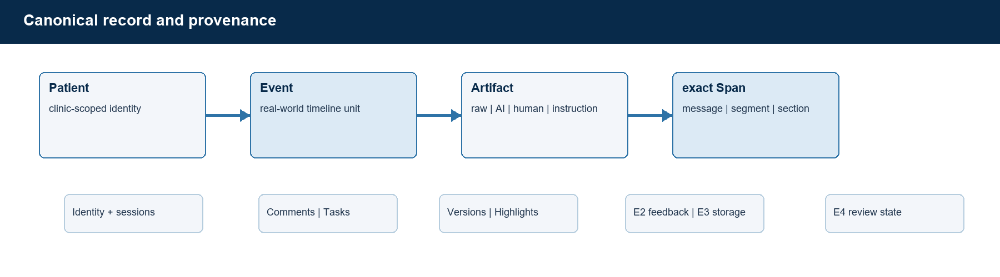 Canonical record and provenance
Patient
clinic-scoped identity
Event
real-world timeline unit
Artifact
raw | AI | human | instruction
exact Span
message | segment | section
Identity + sessions
Comments | Tasks
Versions | Highlights
E2 feedback | E3 storage
E4 review state